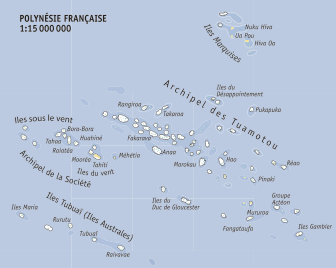 POLYNÉSIE FRANÇAISE
1:15 000 000
Nuku Hiva
Ua Pou
Hiva Oa
Iles Marquises
Archipel des Tuamotou
Iles du
Désappointement
Rangiroa
Takaroa
Pukapuka
Iles sous le vent
Bora-Bora
Tahaa
Huahiné
Raiatéa
Mooréa
Tahiti
Iles du vent
Méhétia
Fakarava
Anaa
Marokau
Hao
Réao
Pinaki
Archipel de la Société
Iles du
Duc de Gloucester
Groupe
Actéon
Mururoa
Fangataufa
Iles Gambier
Iles Tubuaï (Iles Australes)
Iles Maria
Rurutu
Tubuaï
Raivavae